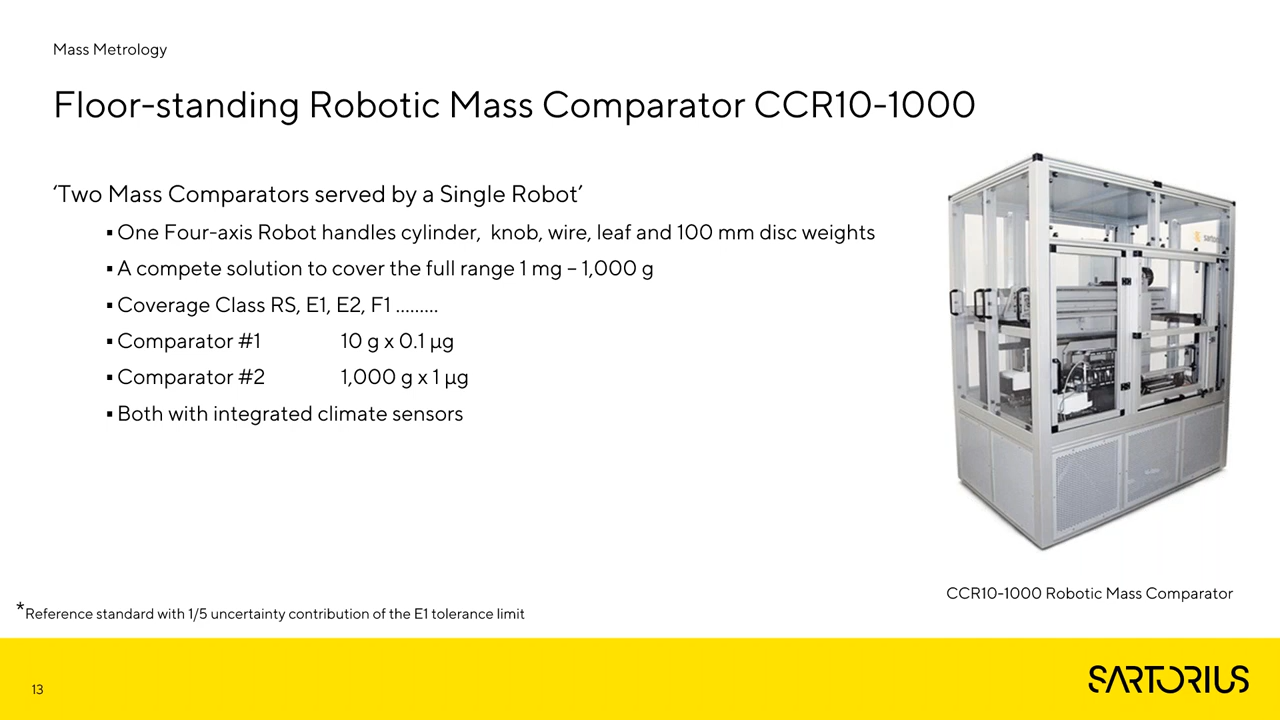 Mass Metrology
Floor-standing Robotic Mass Comparator CCR10-1000
‘Two Mass Comparators served by a Single Robot’
▪ One Four-axis Robot handles cylinder, knob, wire, leaf and 100 mm disc weights
▪ A compete solution to cover the full range 1 mg – 1,000 g
▪ Coverage Class RS, E1, E2, F1 .........
▪ Comparator #1 10 g x 0.1 µg
▪ Comparator #2 1,000 g x 1 µg
▪ Both with integrated climate sensors
CCR10-1000 Robotic Mass Comparator
*Reference standard with 1/5 uncertainty contribution of the E1 tolerance limit
13
SARTORIUS